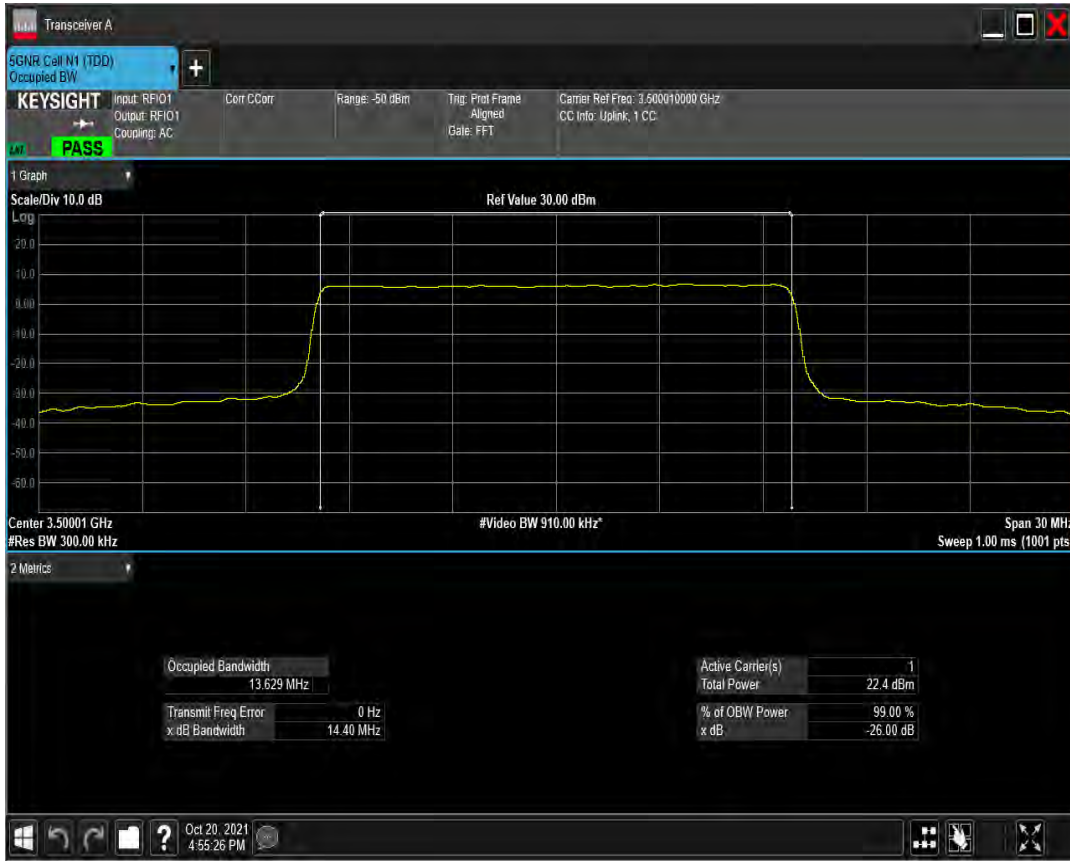 Transceiver A
5GNR Cell N1 (TDD)
Occupied BW
+
KEYSIGHT
PASS
Input: RFIO1
Output: RFIO1
Coupling: AC
Corr CCorr
Range: -50 dBm
Trig: Prot Frame
Aligned
Gate: FFT
Carrier Ref Freq: 3.500010000 GHz
CC Info: Uplink, 1 CC
1 Graph
Scale/Div 10.0 dB
Ref Value 30.00 dBm
Log
20.0
10.0
0.00
-10.0
-20.0
-30.0
-40.0
-50.0
-60.0
Center 3.50001 GHz
#Video BW 910.00 kHz*
Span 30 MHz
#Res BW 300.00 kHz
Sweep 1.00 ms (1001 pts
2 Metrics
Occupied Bandwidth
13.629 MHz
Transmit Freq Error 0 Hz
x dB Bandwidth 14.40 MHz
Active Carrier(s) 1
Total Power 22.4 dBm
% of OBW Power 99.00 %
x dB -26.00 dB
?
Oct 20, 2021
4:55:26 PM